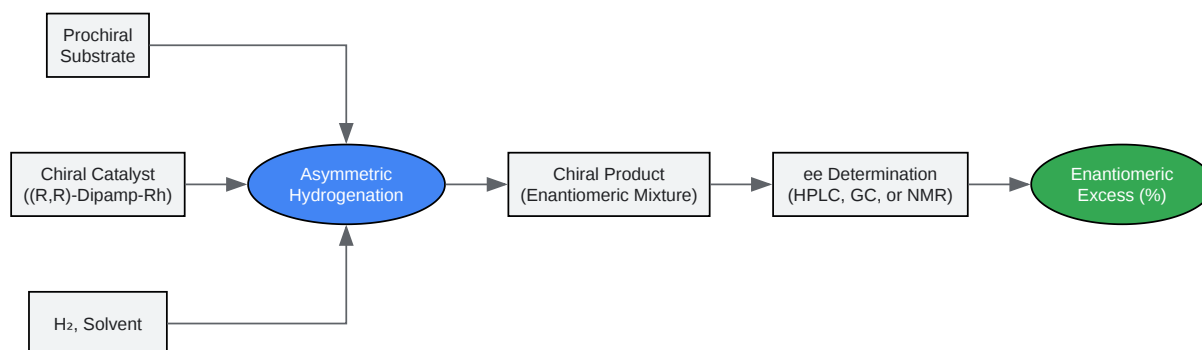 Prochiral
Substrate
Chiral Catalyst
((R,R)-Dipamp-Rh)
Asymmetric
Hydrogenation
Chiral Product
(Enantiomeric Mixture)
ee Determination
(HPLC, GC, or NMR)
Enantiomeric
Excess (%)
H₂, Solvent